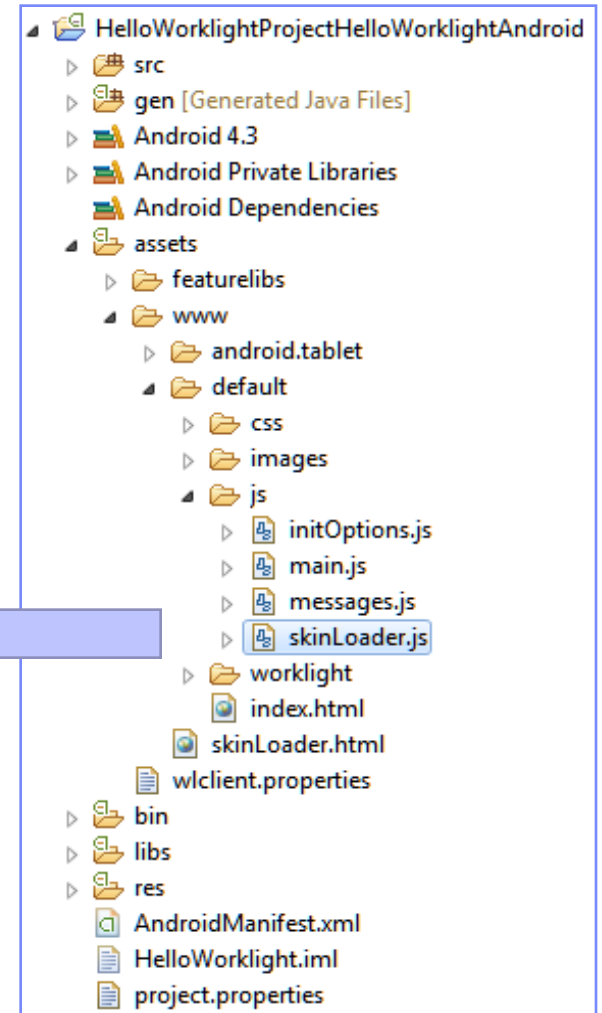 HelloWorklightProjectHelloWorklightAndroid
src
gen [Generated Java Files]
Android 4.3
Android Private Libraries
Android Dependencies
assets
featurelibs
www
android.tablet
default
css
images
js
initOptions.js
main.js
messages.js
skinLoader.js
worklight
index.html
skinLoader.html
wlclient.properties
bin
libs
res
AndroidManifest.xml
HelloWorklight.iml
project.properties